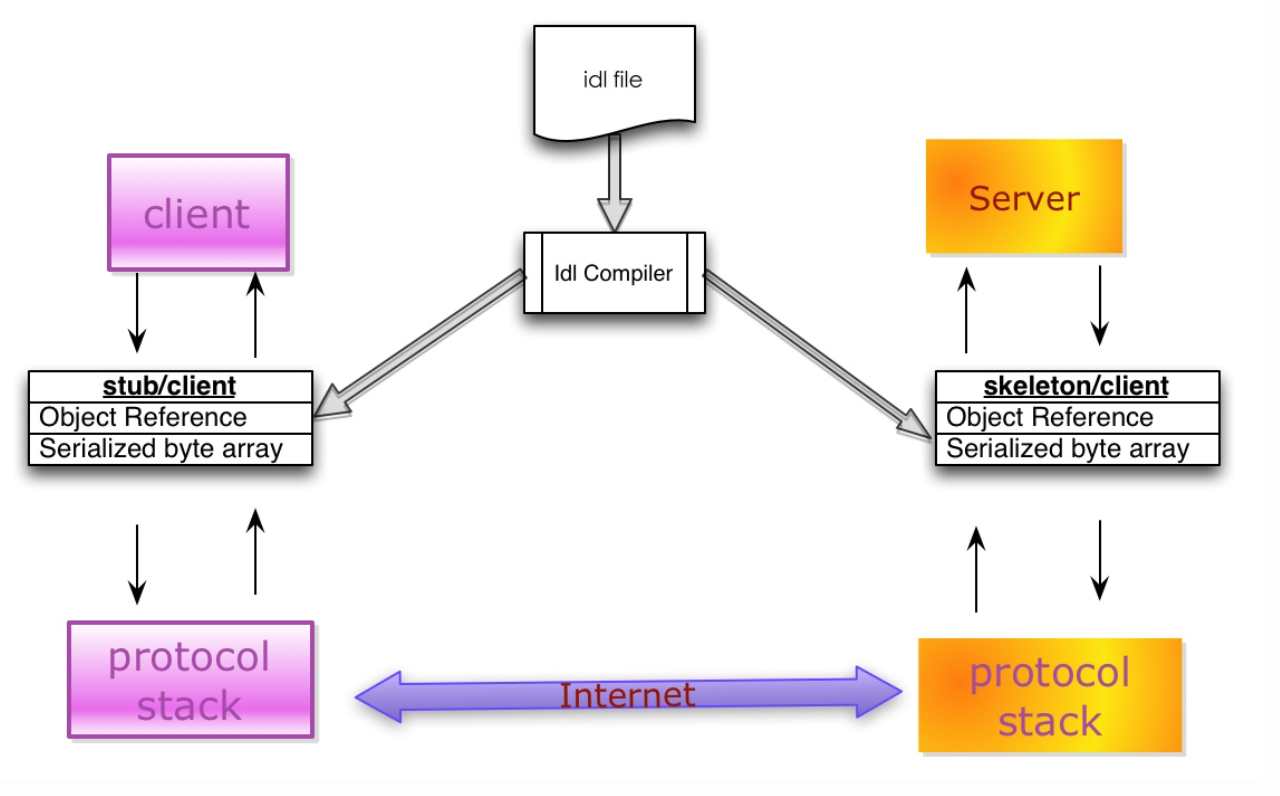 idl file
client
Server
Idl Compiler
stub/client
Object Reference
Serialized byte array
skeleton/client
Object Reference
Serialized byte array
protocol
stack
Internet
protocol
stack